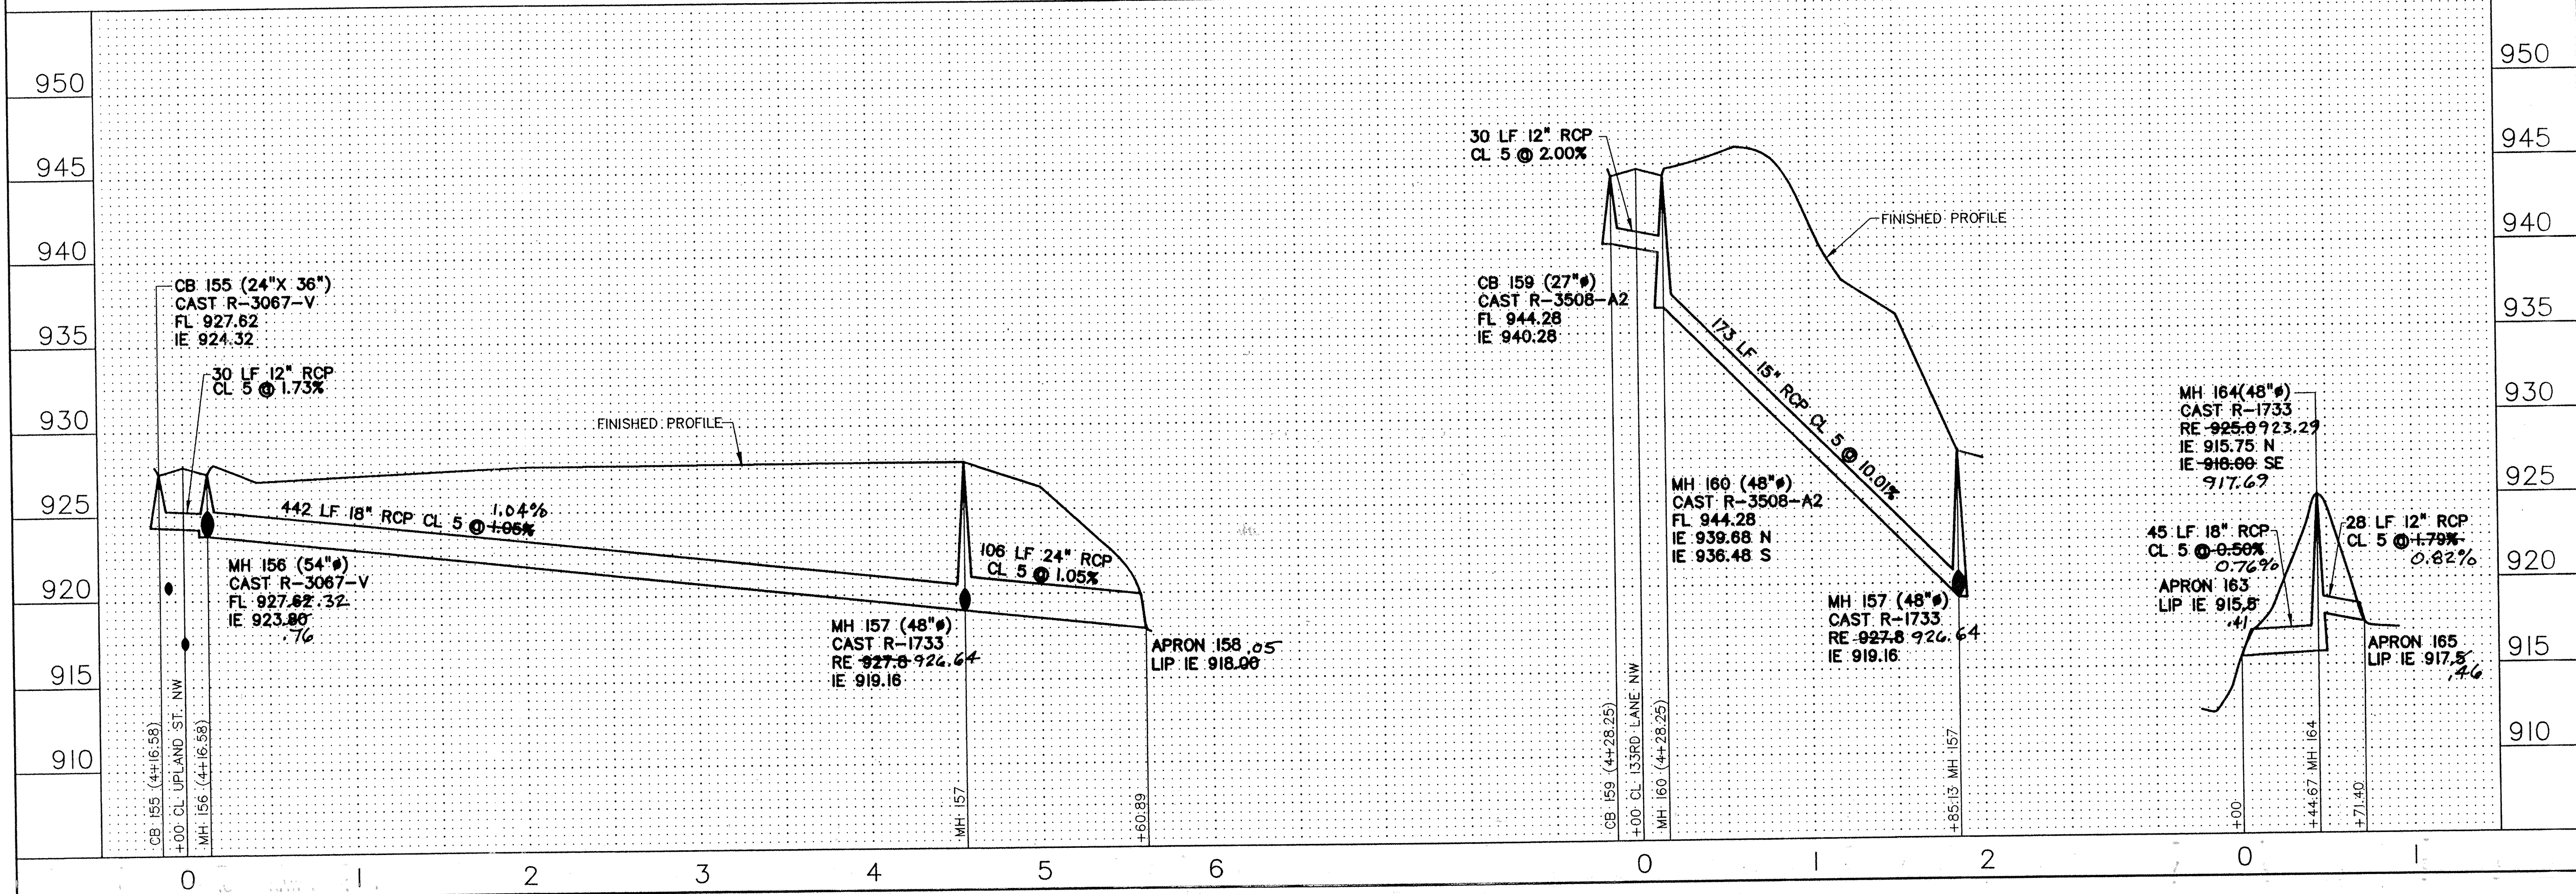 950
945
940
935
930
925
920
915
910
CB 155 (24"X 36")
CAST R-3067-V
FL 927.62
IE 924.32
30 LF 12" RCP
CL 5 @ 1.73%
FINISHED PROFILE
442 LF 18" RCP CL 5 @ 1.06%
1.04%
106 LF 24" RCP
CL 5 @ 1.05%
MH 156 (54"ø)
CAST R-3067-V
FL 927.62 .32
IE 923.80
.76
MH 157 (48"ø)
CAST R-1733
RE 927.8 926.64
IE 919.16
APRON 158 .05
LIP IE 918.00
CB 155 (4+16.58)
+00 CL UPLAND ST. NW
MH 156 (4+16.58)
MH 157
+60.89
0 1 2 3 4 5 6
30 LF 12" RCP
CL 5 @ 2.00%
FINISHED PROFILE
CB 159 (27"ø)
CAST R-3508-A2
FL 944.28
IE 940.28
173 LF 15" RCP CL 5 @ 10.01%
MH 160 (48"ø)
CAST R-3508-A2
FL 944.28
IE 939.68 N
IE 936.48 S
MH 157 (48"ø)
CAST R-1733
RE 927.8 926.64
IE 919.16
CB 159 (4+28.25)
+00 CL 133RD LANE NW
MH 160 (4+28.25)
+85.13 MH 157
0 1 2
MH 164(48"ø)
CAST R-1733
RE 925.0 923.29
IE 915.75 N
IE 918.00 SE
917.69
45 LF 18" RCP
CL 5 @ 0.50%
0.76%
28 LF 12" RCP
CL 5 @ 1.79%
0.82%
APRON 163
LIP IE 915.5
.41
APRON 165
LIP IE 917.5
.46
+00
+44.67 MH 164
+71.40
0 1
950
945
940
935
930
925
920
915
910